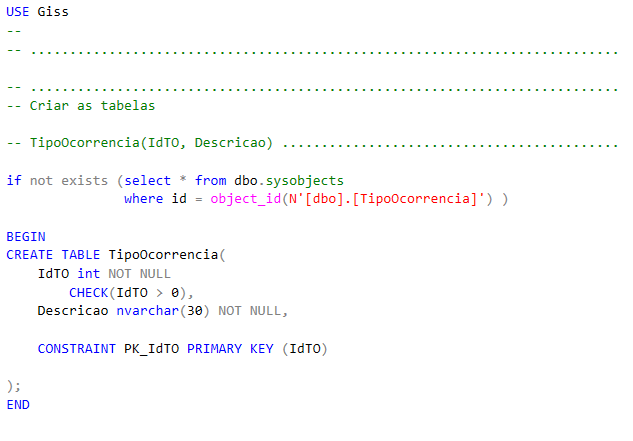 USE Giss
--
-- ...........................................................................
-- ...........................................................................
-- Criar as tabelas
-- TipoOcorrencia(IdTO, Descricao) ...........................................
if not exists (select * from dbo.sysobjects
where id = object_id(N'[dbo].[TipoOcorrencia]') )
BEGIN
CREATE TABLE TipoOcorrencia(
IdTO int NOT NULL
CHECK(IdTO > 0),
Descricao nvarchar(30) NOT NULL,
CONSTRAINT PK_IdTO PRIMARY KEY (IdTO)
);
END